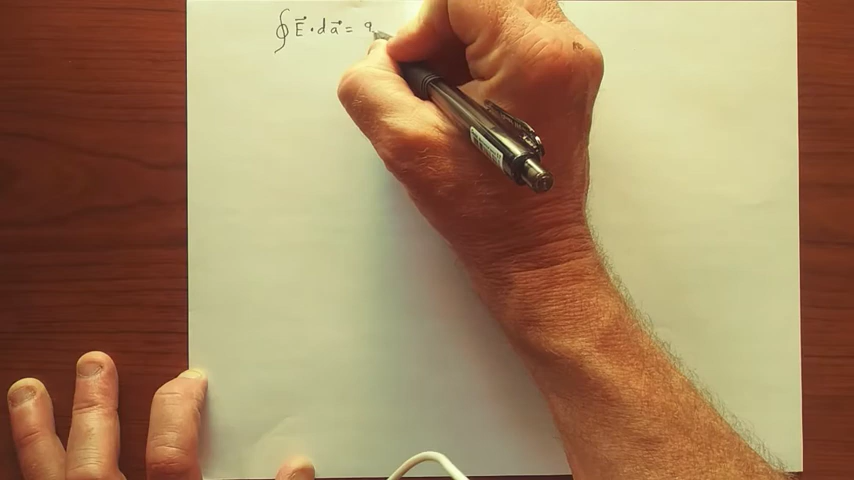 ∮ E⃗ · da⃗ = q